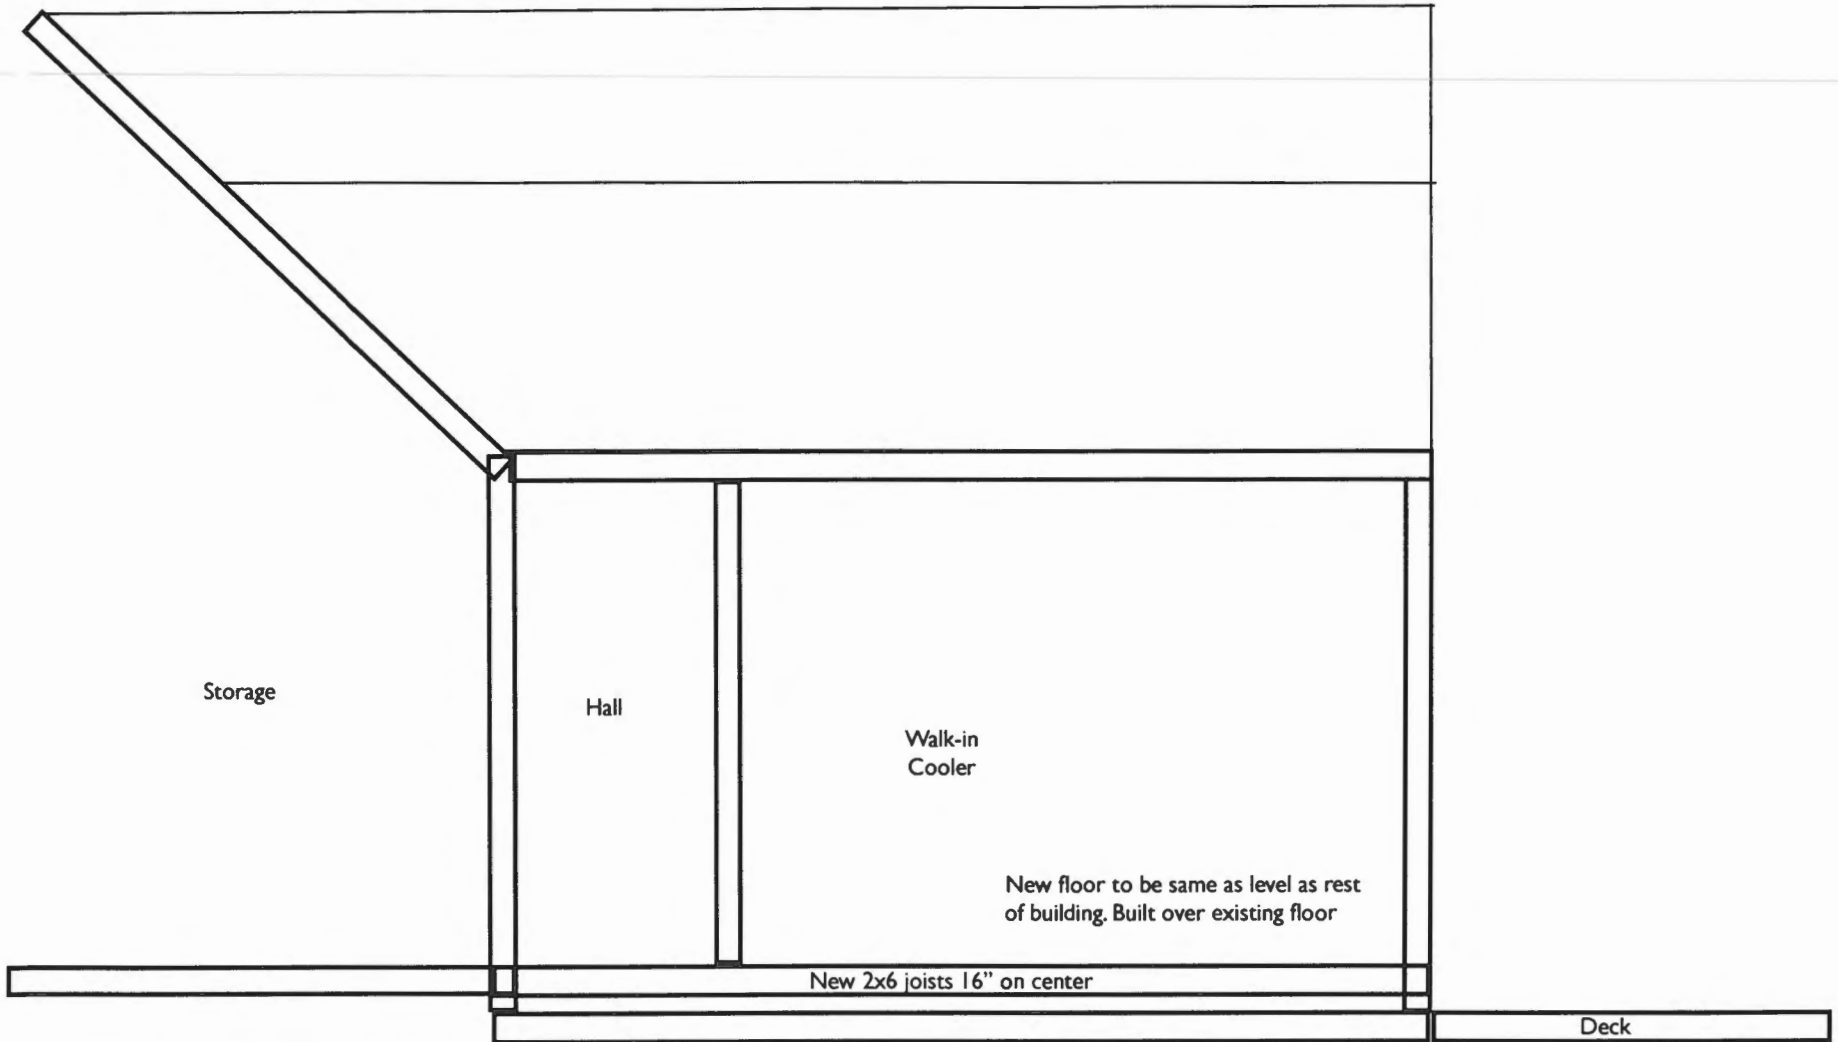 Storage
Hall
Walk-in
Cooler
New floor to be same as level as rest
of building. Built over existing floor
New 2x6 joists 16” on center
Deck